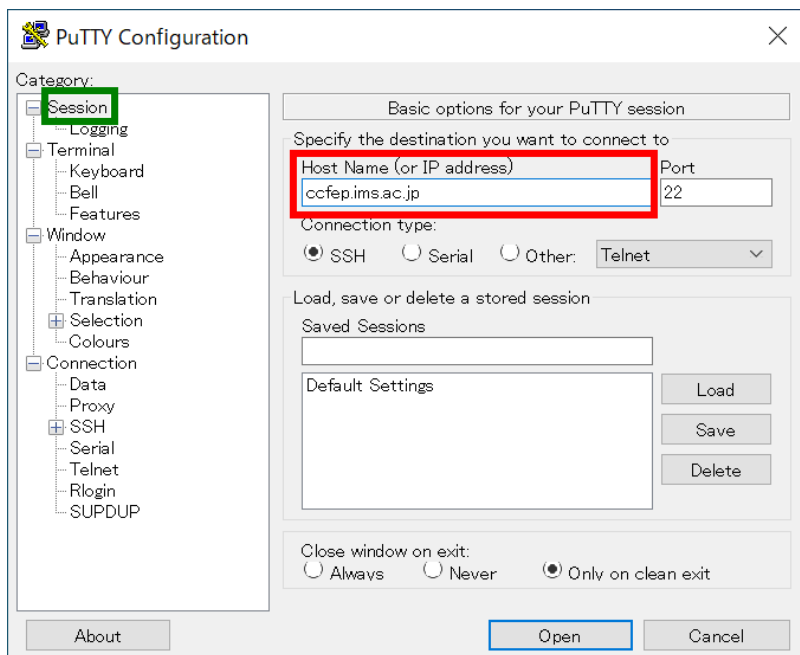 PuTTY Configuration
Category:
Session
Logging
Terminal
Keyboard
Bell
Features
Window
Appearance
Behaviour
Translation
Selection
Colours
Connection
Data
Proxy
SSH
Serial
Telnet
Rlogin
SUPDUP
Basic options for your PuTTY session
Specify the destination you want to connect to
Host Name (or IP address) Port
ccfep.ims.ac.jp 22
Connection type:
SSH Serial Other: Telnet
Load, save or delete a stored session
Saved Sessions
Default Settings
Load
Save
Delete
Close window on exit:
Always Never Only on clean exit
About Open Cancel